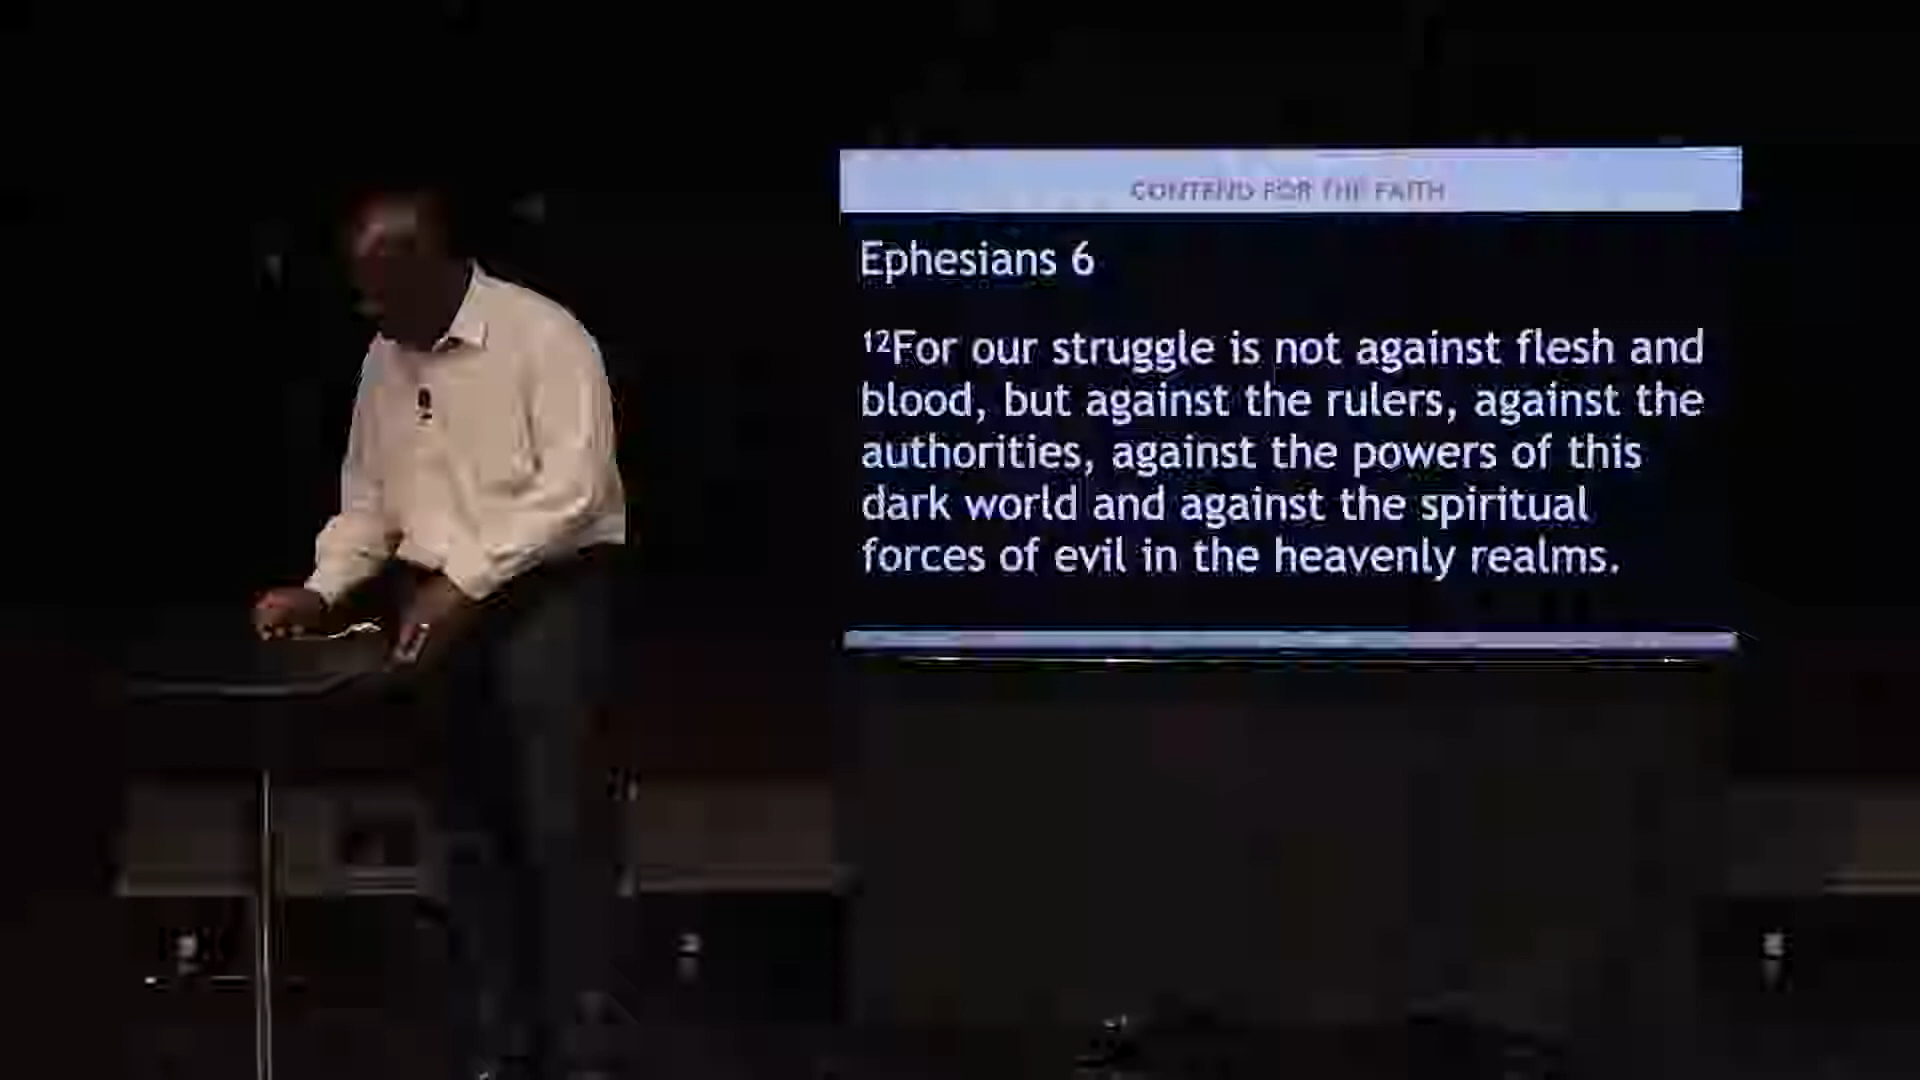 CONTEND FOR THE FAITH
Ephesians 6
¹²For our struggle is not against flesh and
blood, but against the rulers, against the
authorities, against the powers of this
dark world and against the spiritual
forces of evil in the heavenly realms.